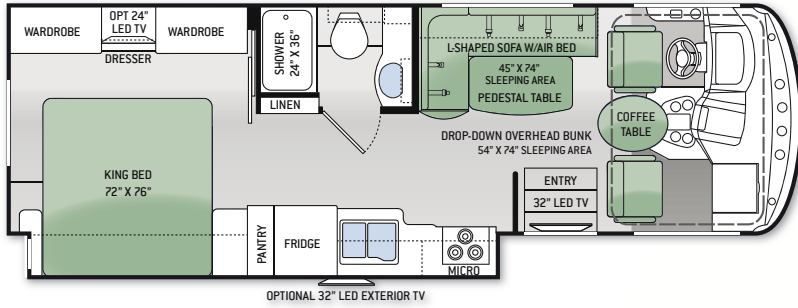 WARDROBE
OPT 24"
LED TV
WARDROBE
DRESSER
SHOWER
24" X 36"
LINEN
L-SHAPED SOFA W/AIR BED
45" X 74"
SLEEPING AREA
PEDESTAL TABLE
DROP-DOWN OVERHEAD BUNK
54" X 74" SLEEPING AREA
COFFEE
TABLE
KING BED
72" X 76"
ENTRY
32" LED TV
PANTRY
FRIDGE
MICRO
OPTIONAL 32" LED EXTERIOR TV